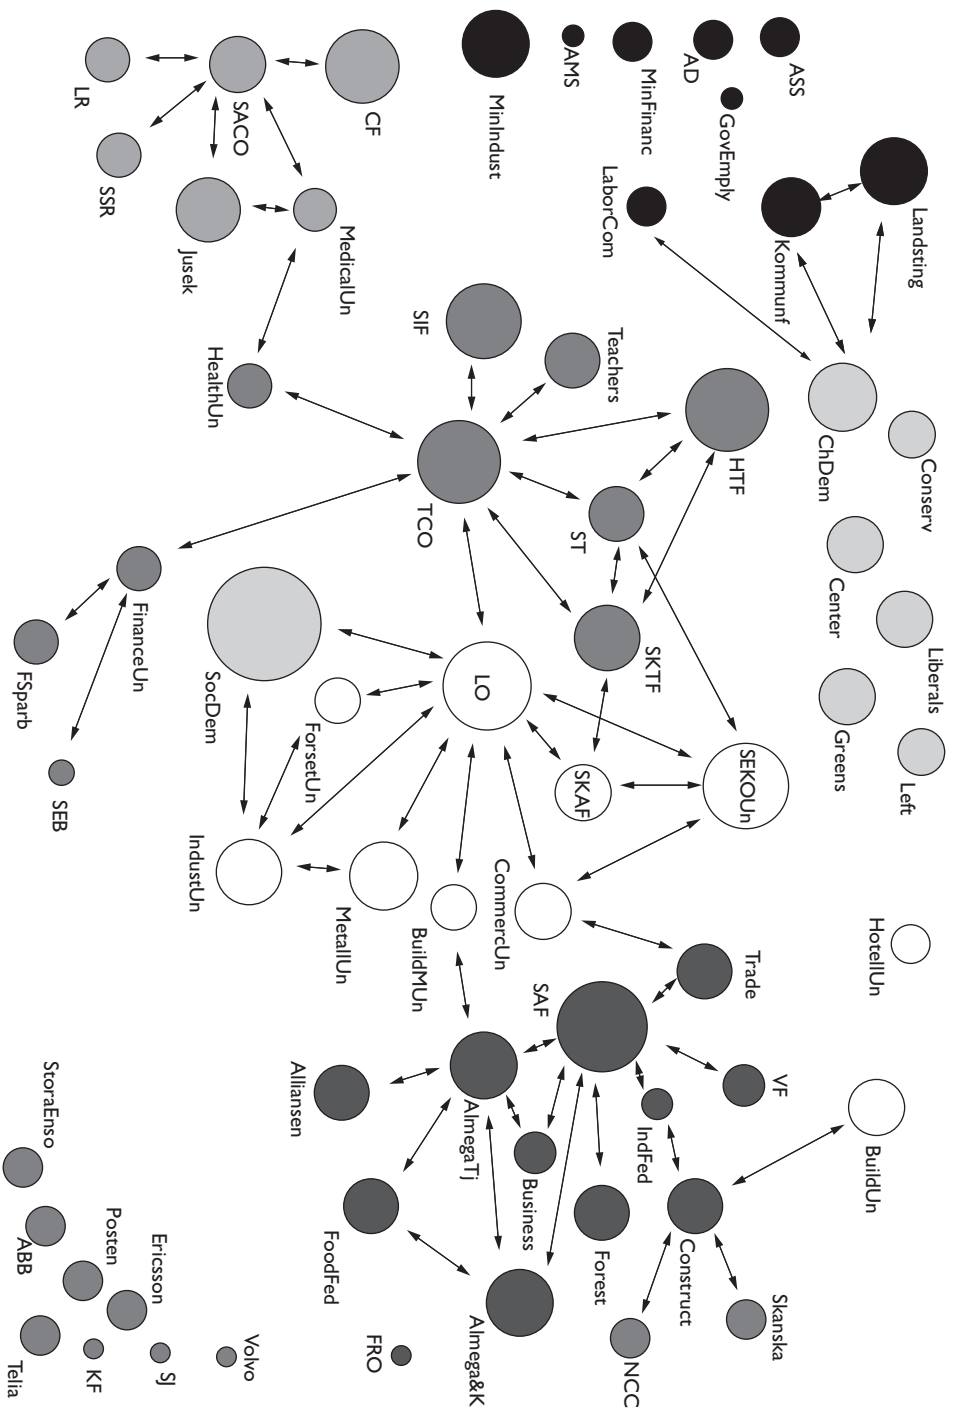 LR
SACO
CF
SSR
Jusek
MedicalUn
HealthUn
MinIndust
AMS
MinFinanc
AD
ASS
GovEmply
LaborCom
Kommunf
Landsting
SIF
Teachers
HTF
TCO
ST
SKTF
ChDem
Conserv
Center
Liberals
Greens
Left
FinanceUn
FSparb
SEB
SocDem
ForsetUn
LO
SKAF
SEKOUn
IndustUn
MetallUn
BuildMUn
CommercUn
HotellUn
Trade
SAF
VF
IndFed
BuildUn
Alliansen
AlmegaTj
Business
Forest
Construct
FoodFed
Almega&K
NCC
Skanska
FRO
StoraEnso
ABB
Posten
Ericsson
Telia
KF
SJ
Volvo